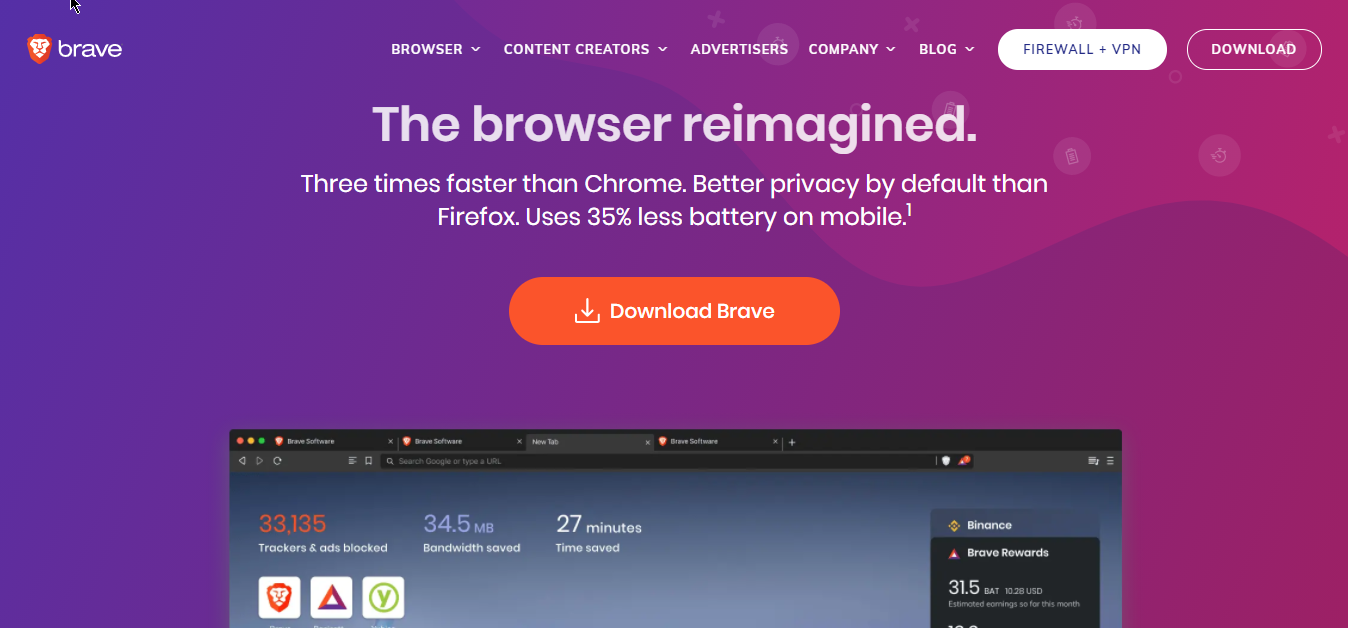 brave
BROWSER
CONTENT CREATORS
ADVERTISERS
COMPANY
BLOG
FIREWALL + VPN
DOWNLOAD
The browser reimagined.
Three times faster than Chrome. Better privacy by default than
Firefox. Uses 35% less battery on mobile.1
Download Brave
Brave Software
Brave Software
New Tab
Brave Software
Search Google or type a URL
33,135
Trackers & ads blocked
34.5 MB
Bandwidth saved
27 minutes
Time saved
Binance
Brave Rewards
31.5 BAT 10.28 USD
Estimated earnings so far this month